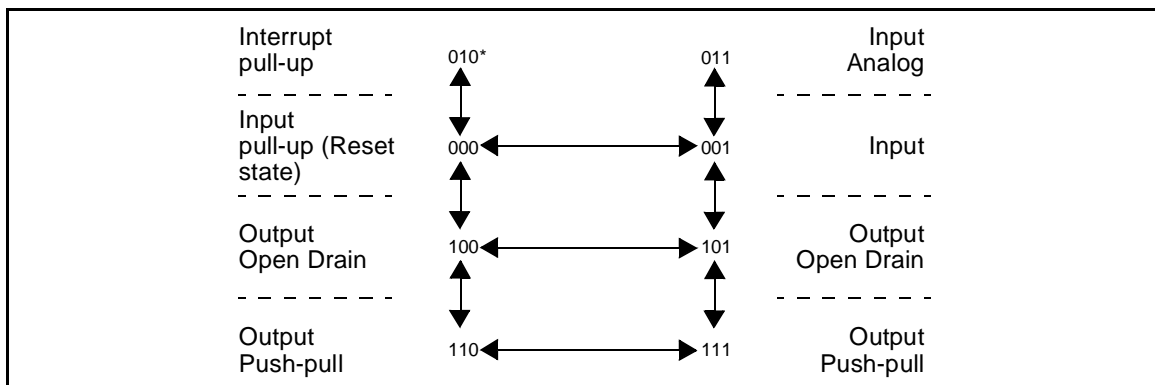 Interrupt
pull-up
010*
011
Input
Analog
Input
pull-up (Reset
state)
000
001
Input
Output
Open Drain
100
101
Output
Open Drain
Output
Push-pull
110
111
Output
Push-pull